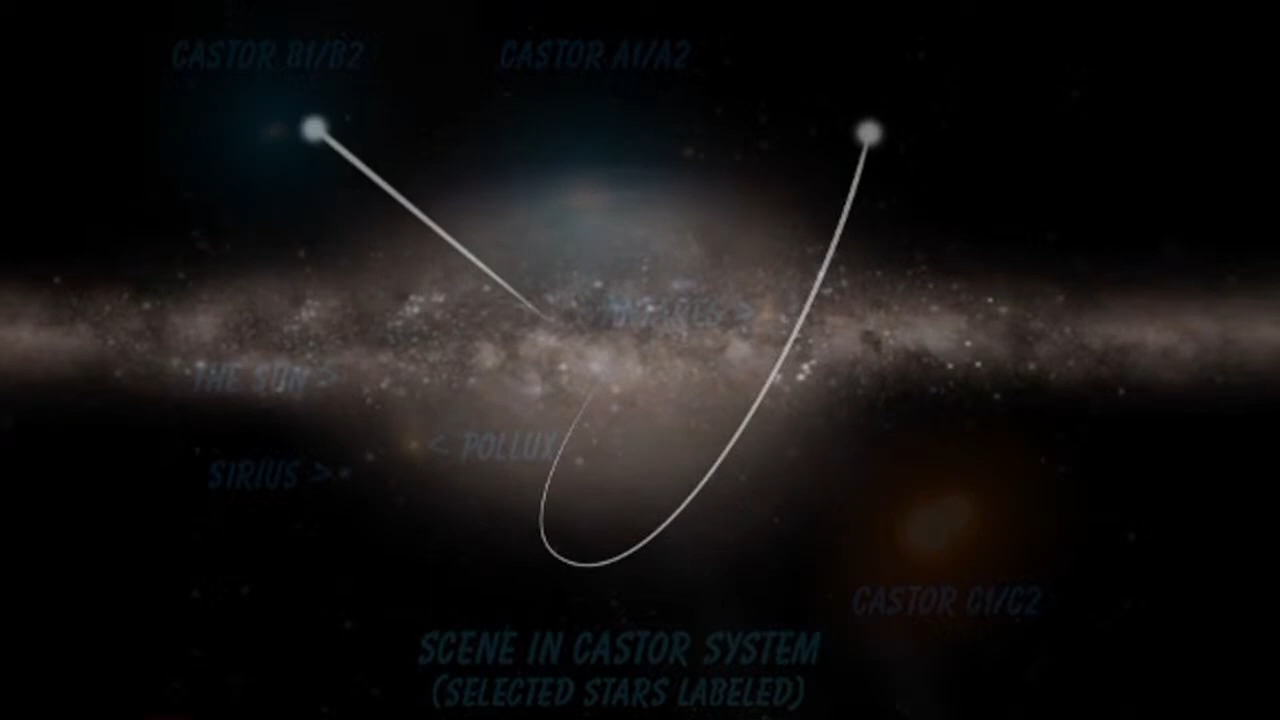 CASTOR B1/B2
CASTOR A1/A2
ANTARES >
THE SUN >
< POLLUX
SIRIUS >
CASTOR C1/C2
SCENE IN CASTOR SYSTEM
(SELECTED STARS LABELED)